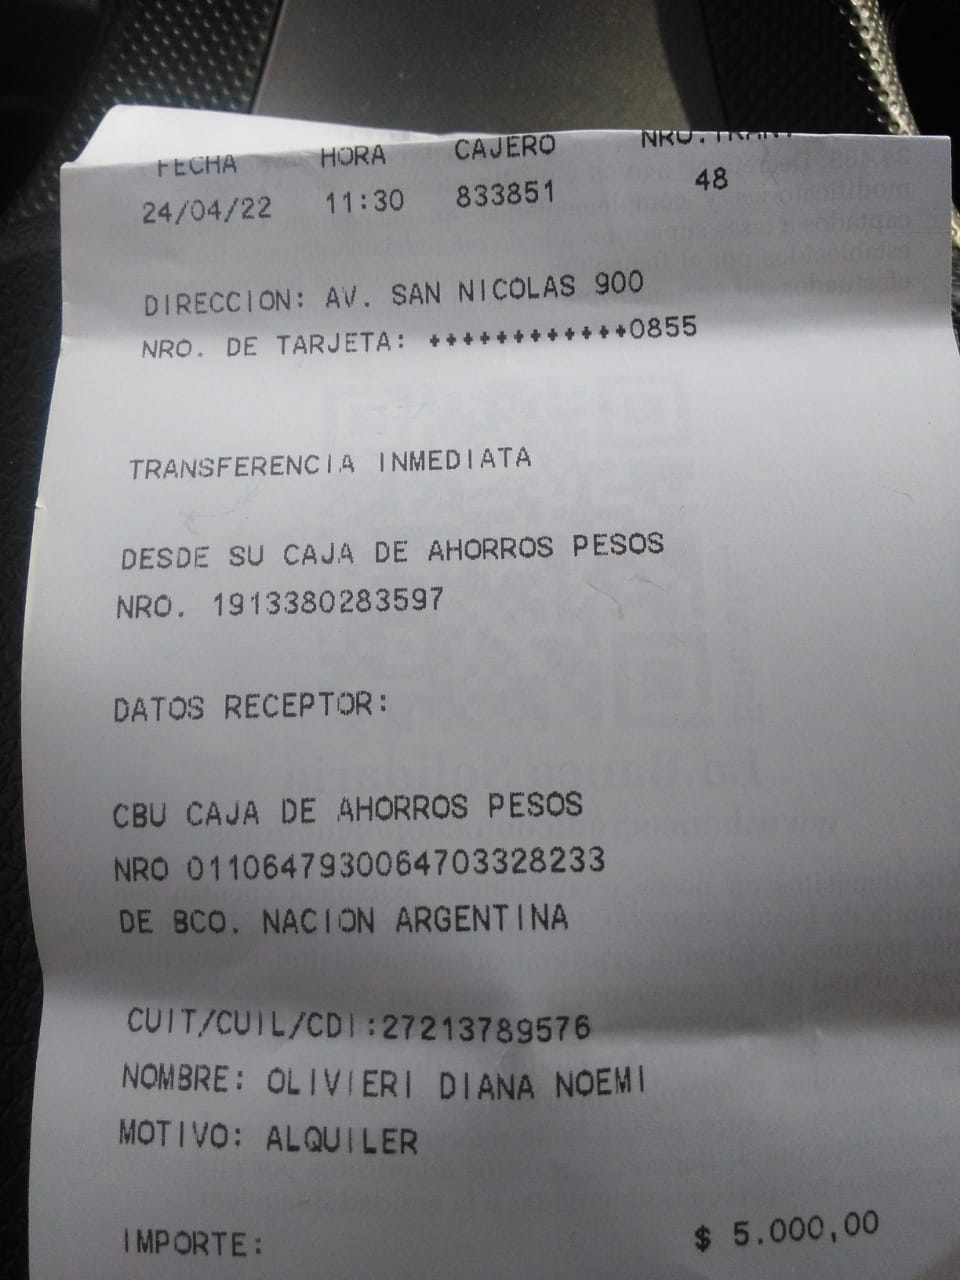 FECHA HORA CAJERO NRO.TRAN.
24/04/22 11:30 833851 48
DIRECCION: AV. SAN NICOLAS 900
NRO. DE TARJETA: ************0855
TRANSFERENCIA INMEDIATA
DESDE SU CAJA DE AHORROS PESOS
NRO. 1913380283597
DATOS RECEPTOR:
CBU CAJA DE AHORROS PESOS
NRO 0110647930064703328233
DE BCO. NACION ARGENTINA
CUIT/CUIL/CDI:27213789576
NOMBRE: OLIVIERI DIANA NOEMI
MOTIVO: ALQUILER
IMPORTE: $ 5.000,00